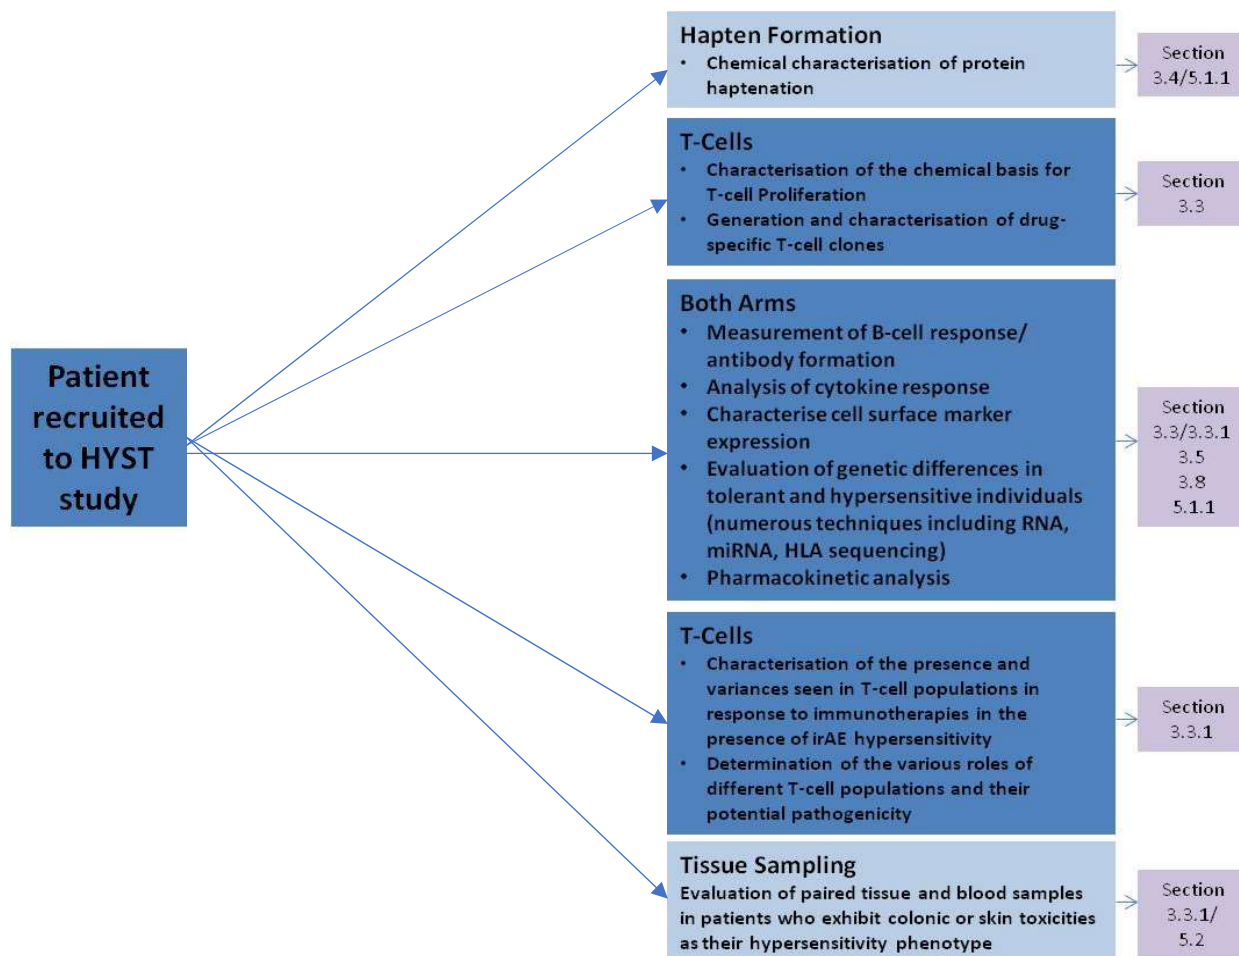 Patient
recruited
to HYST
study
Hapten Formation
• Chemical characterisation of protein
haptenation
Section
3.4/5.1.1
T-Cells
• Characterisation of the chemical basis for
T-cell Proliferation
• Generation and characterisation of drug-
specific T-cell clones
Section
3.3
Both Arms
• Measurement of B-cell response/
antibody formation
• Analysis of cytokine response
• Characterise cell surface marker
expression
• Evaluation of genetic differences in
tolerant and hypersensitive individuals
(numerous techniques including RNA,
miRNA, HLA sequencing)
• Pharmacokinetic analysis
Section
3.3/3.3.1
3.5
3.8
5.1.1
T-Cells
• Characterisation of the presence and
variances seen in T-cell populations in
response to immunotherapies in the
presence of irAE hypersensitivity
• Determination of the various roles of
different T-cell populations and their
potential pathogenicity
Section
3.3.1
Tissue Sampling
Evaluation of paired tissue and blood samples
in patients who exhibit colonic or skin toxicities
as their hypersensitivity phenotype
Section
3.3.1/
5.2